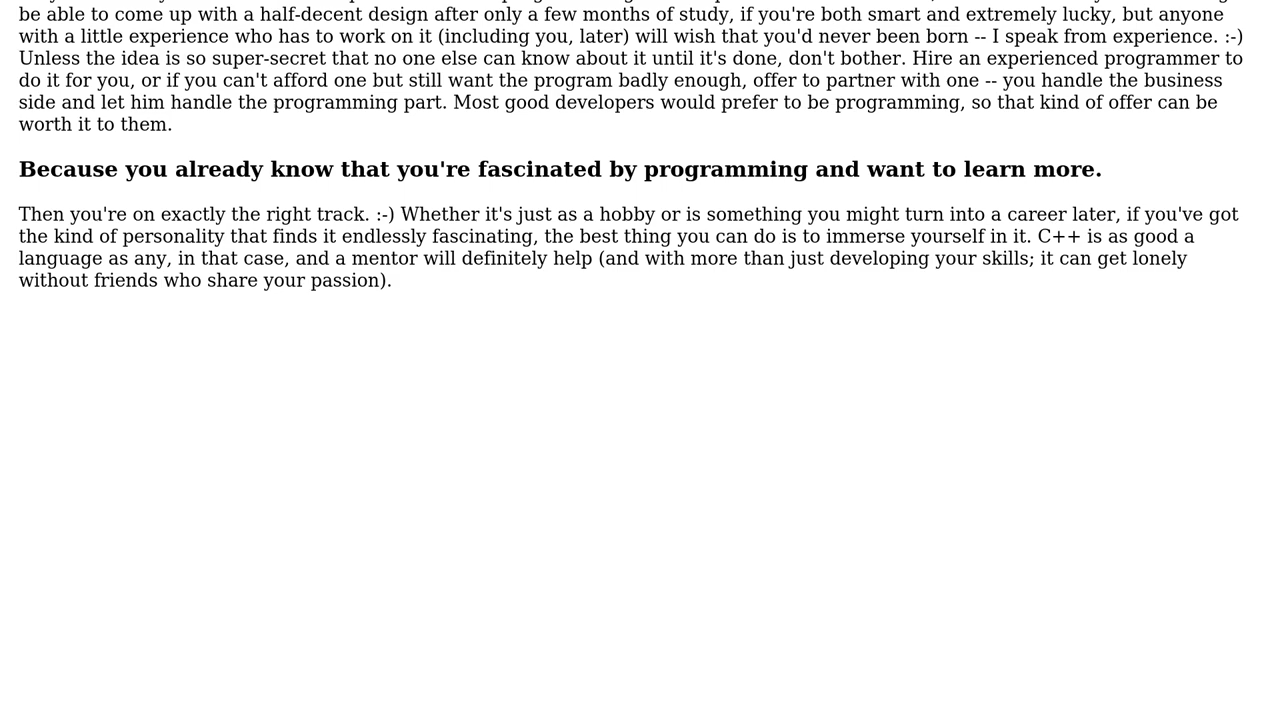 be able to come up with a half-decent design after only a few months of study, if you're both smart and extremely lucky, but anyone
with a little experience who has to work on it (including you, later) will wish that you'd never been born -- I speak from experience. :-)
Unless the idea is so super-secret that no one else can know about it until it's done, don't bother. Hire an experienced programmer to
do it for you, or if you can't afford one but still want the program badly enough, offer to partner with one -- you handle the business
side and let him handle the programming part. Most good developers would prefer to be programming, so that kind of offer can be
worth it to them.
Because you already know that you're fascinated by programming and want to learn more.
Then you're on exactly the right track. :-) Whether it's just as a hobby or is something you might turn into a career later, if you've got
the kind of personality that finds it endlessly fascinating, the best thing you can do is to immerse yourself in it. C++ is as good a
language as any, in that case, and a mentor will definitely help (and with more than just developing your skills; it can get lonely
without friends who share your passion).